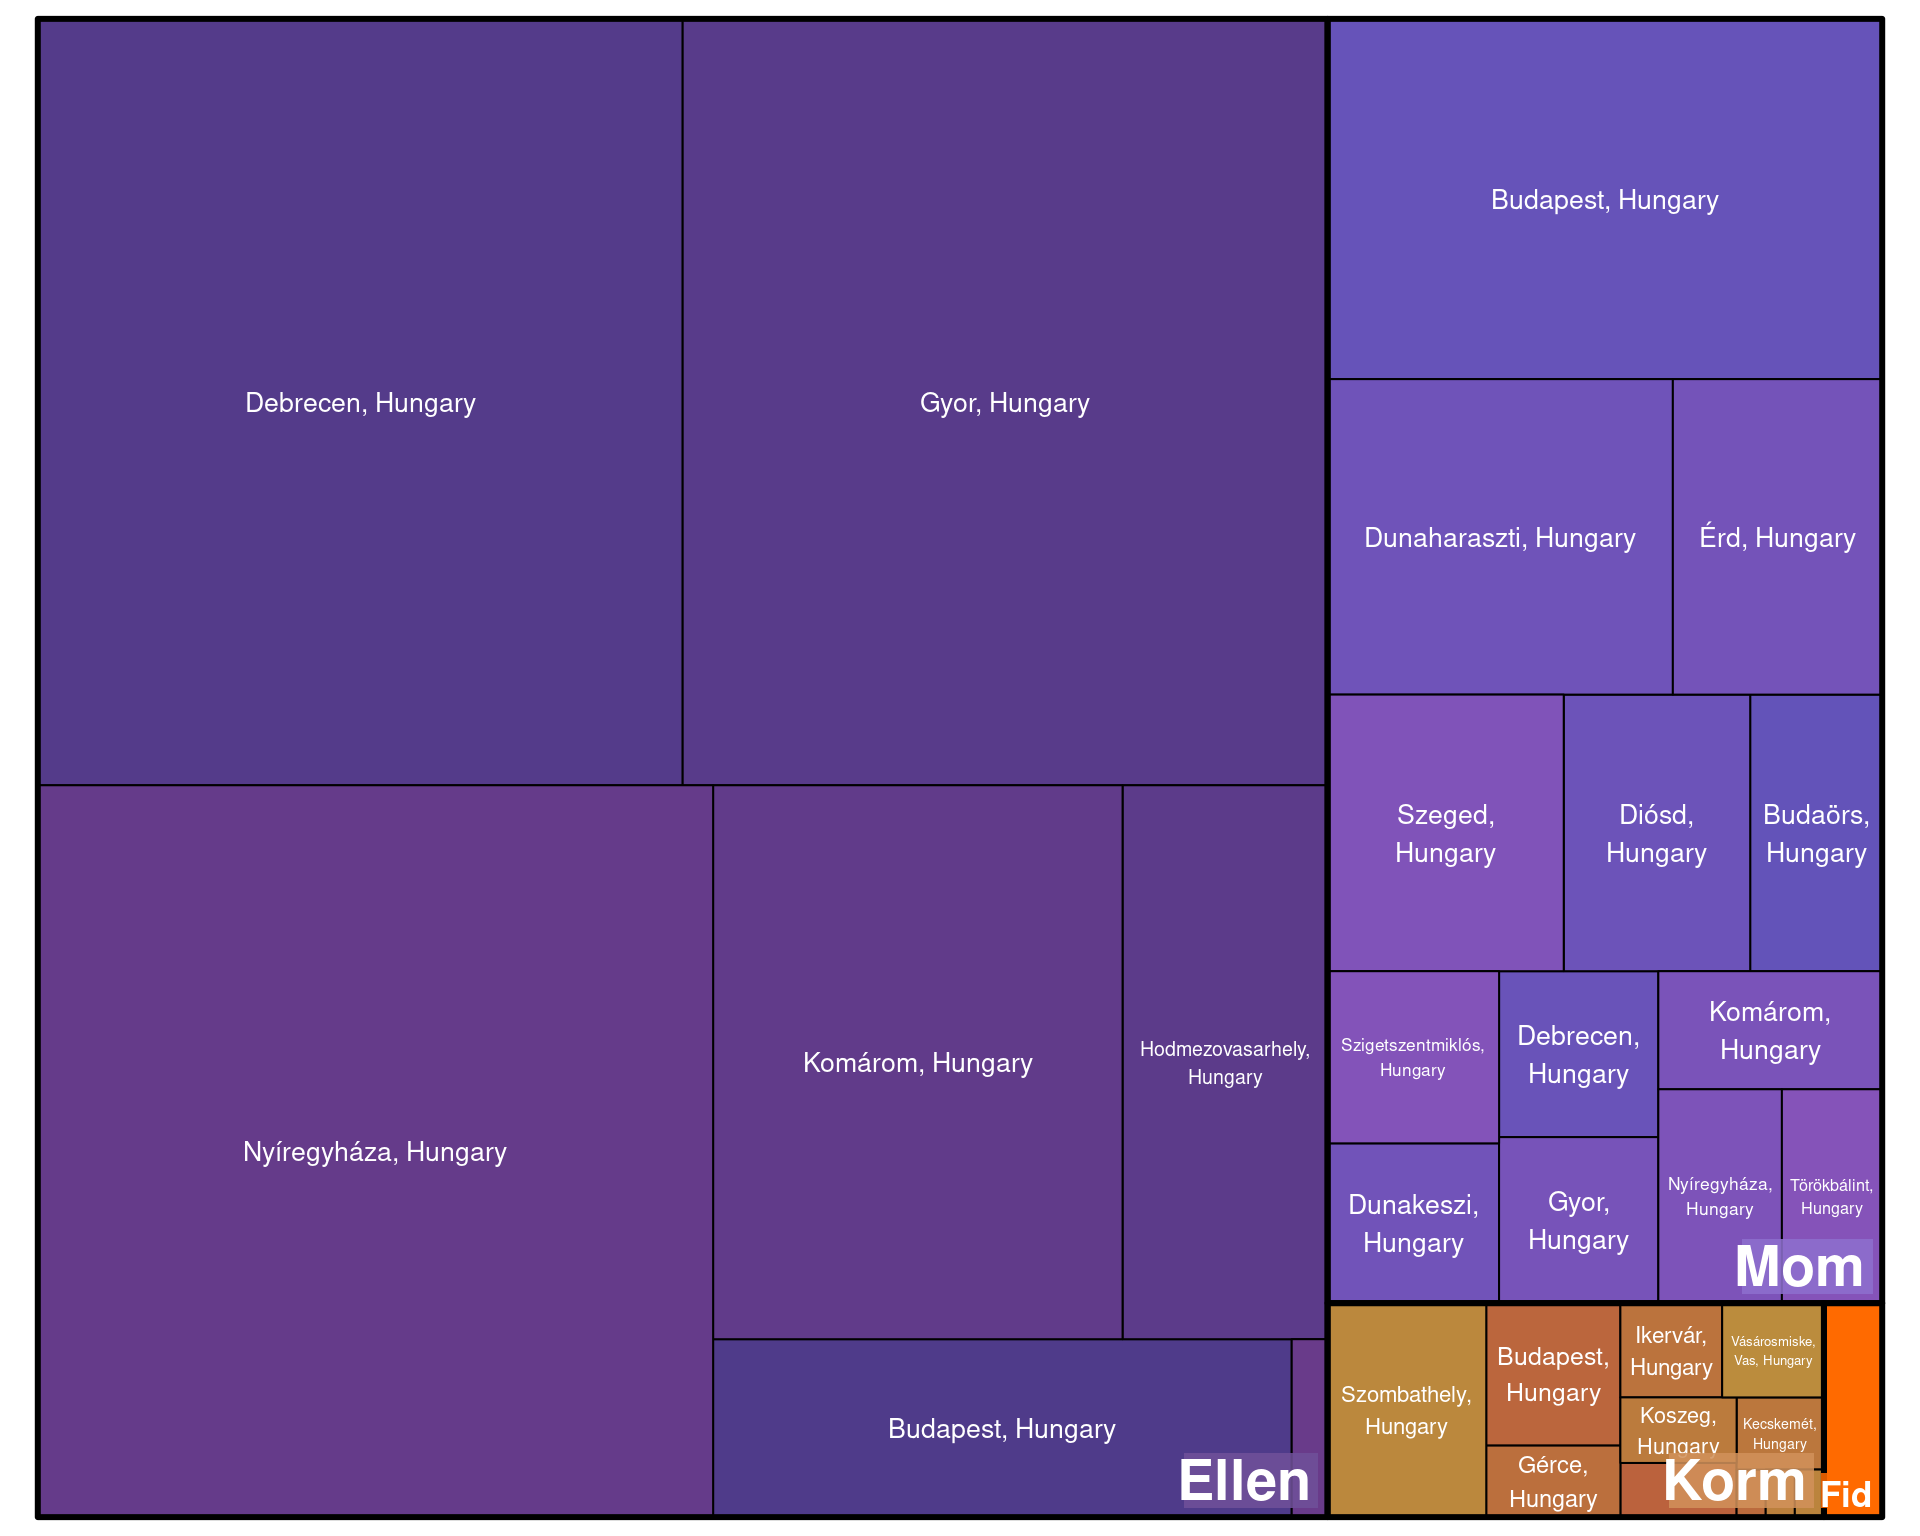 Debrecen, Hungary
Gyor, Hungary
Nyíregyháza, Hungary
Komárom, Hungary
Hodmezovasarhely,
Hungary
Budapest, Hungary
Ellen
Budapest, Hungary
Dunaharaszti, Hungary
Érd, Hungary
Szeged,
Hungary
Diósd,
Hungary
Budaörs,
Hungary
Szigetszentmiklós,
Hungary
Debrecen,
Hungary
Komárom,
Hungary
Dunakeszi,
Hungary
Gyor,
Hungary
Nyíregyháza,
Hungary
Törökbálint,
Hungary
Mom
Szombathely,
Hungary
Budapest,
Hungary
Gérce,
Hungary
Ikervár,
Hungary
Vásárosmiske,
Vas, Hungary
Koszeg,
Hungary
Kecskemét,
Hungary
Korm
Fid